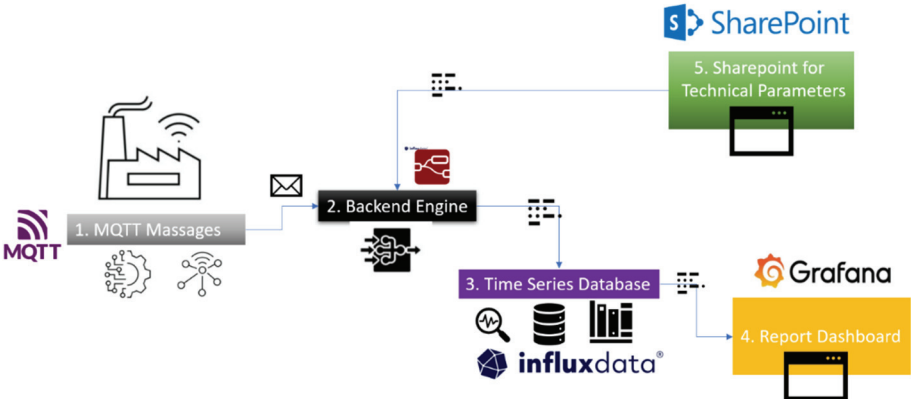 SharePoint
5. Sharepoint for
Technical Parameters
MQTT
1. MQTT Massages
2. Backend Engine
3. Time Series Database
influxdata®
Grafana
4. Report Dashboard